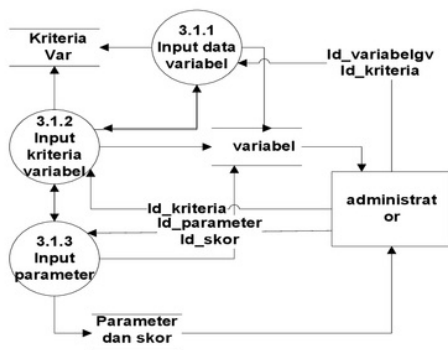 Kriteria
Var
3.1.1
Input data
variabel
Id_variabelgv
Id_kriteria
3.1.2
Input
kriteria
variabel
variabel
administrat
or
Id_kriteria
Id_parameter
Id_skor
3.1.3
Input
parameter
Parameter
dan skor